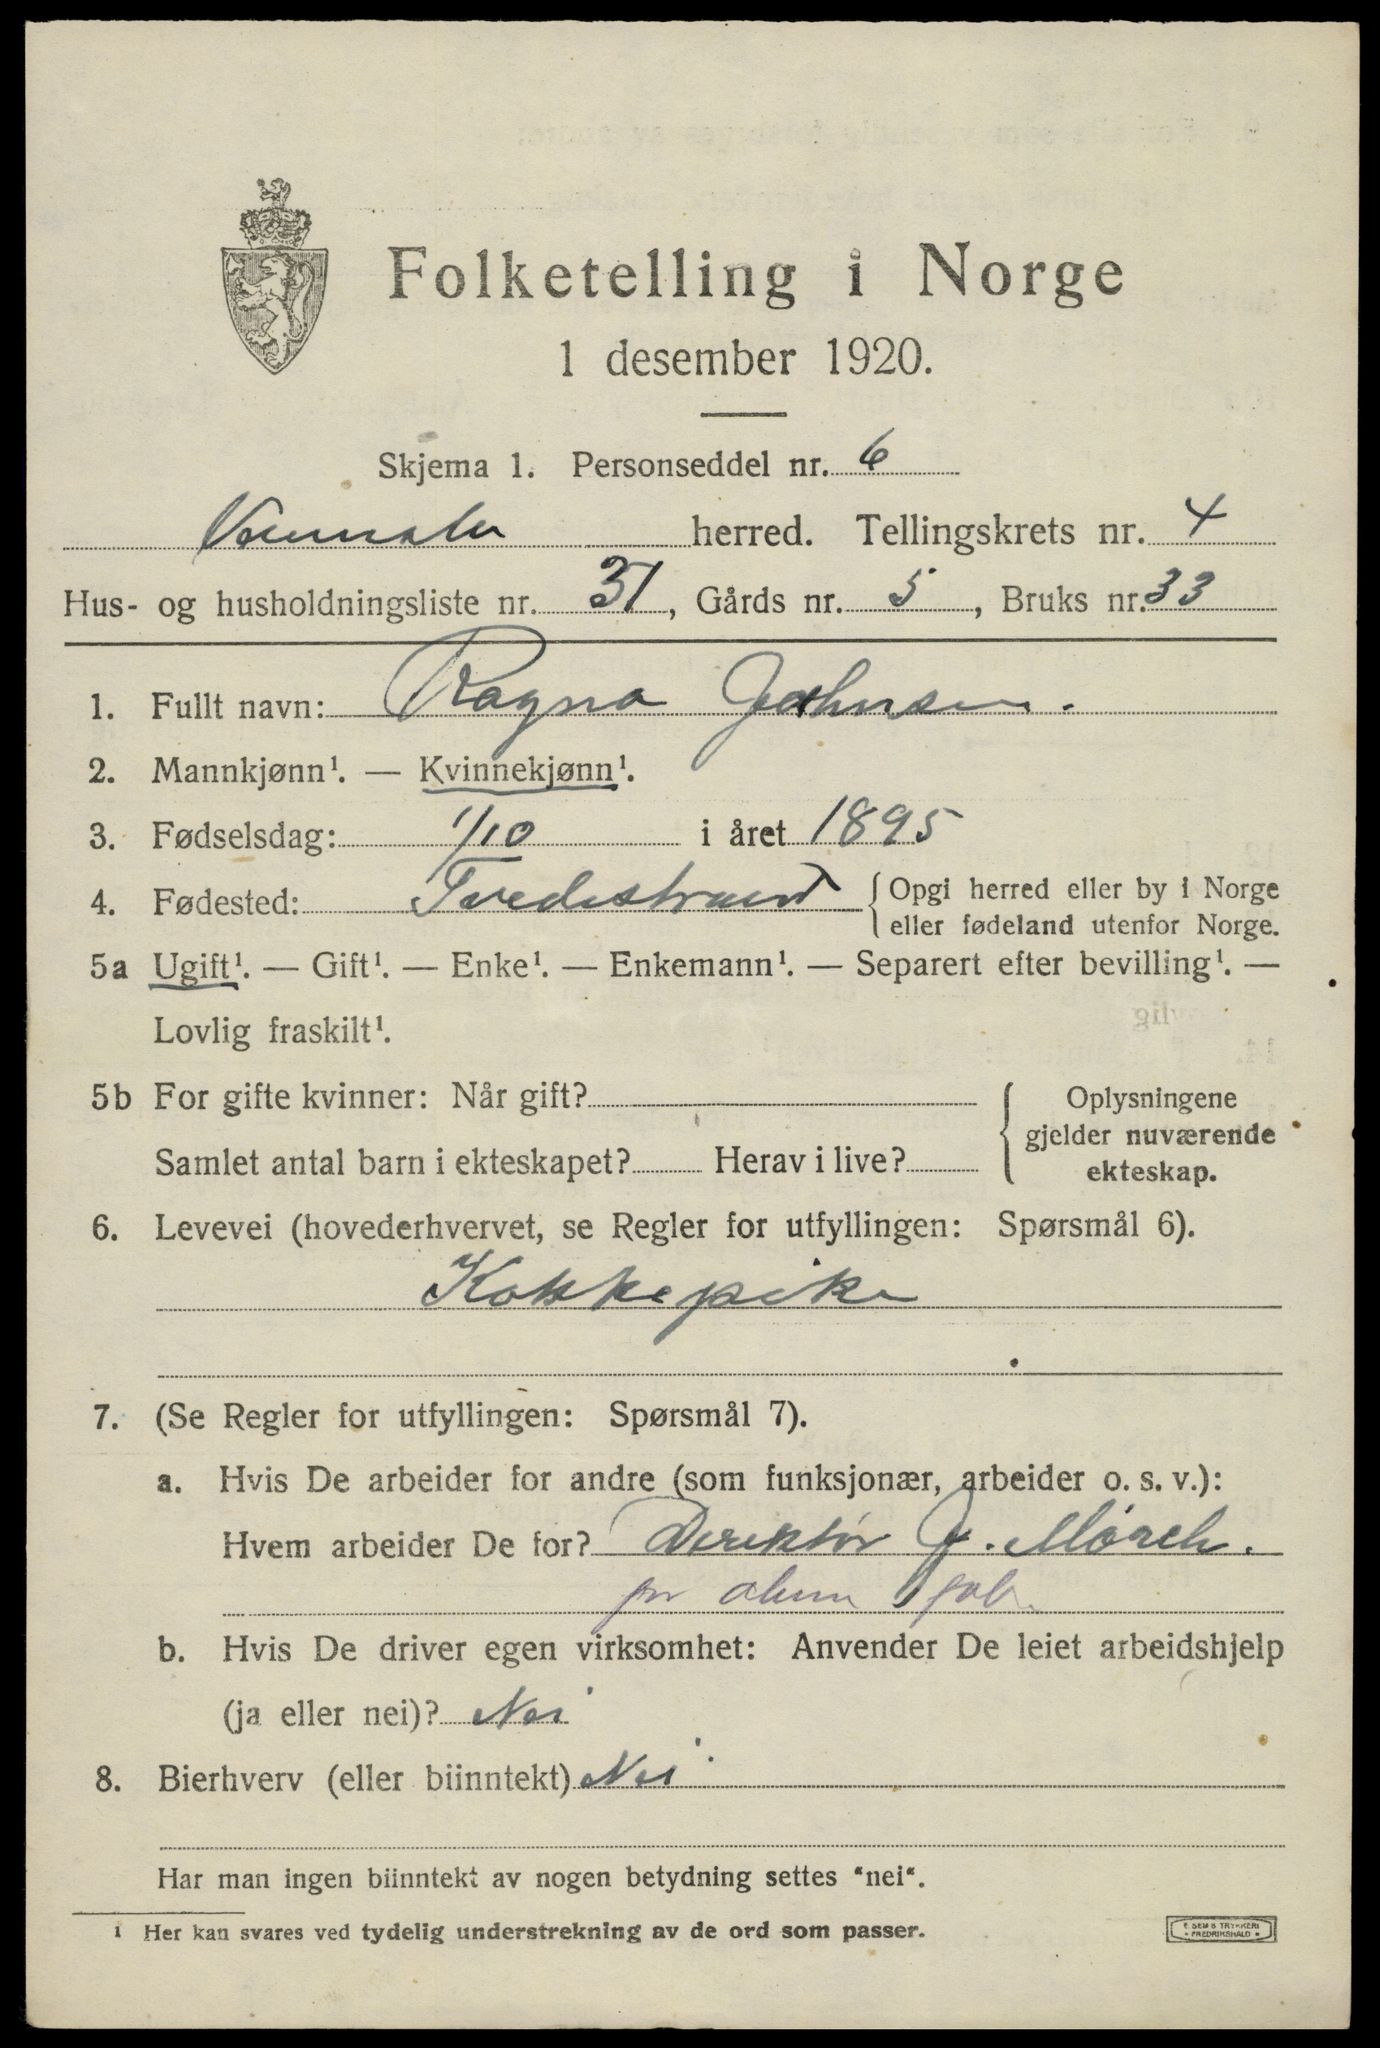 Folketelling i Norge
1 desember 1920.
Skjema 1. Personseddel nr. 6
herred. Tellingskrets nr. 4
Hus- og husholdningsliste nr. 31, Gårds nr. 5, Bruks nr. 33
1. Fullt navn: Ragna Johnsen.
2. Mannkjønn¹. — Kvinnekjønn¹.
3. Fødselsdag: 1/10 i året 1895
4. Fødested: Tvedestrand { Opgi herred eller by i Norge
eller fødeland utenfor Norge.
5a Ugift¹. — Gift¹. — Enke¹. — Enkemann¹. — Separert efter bevilling¹. —
Lovlig fraskilt¹.
5b For gifte kvinner: Når gift? { Oplysningene
gjelder nuværende
Samlet antal barn i ekteskapet? Herav i live?
ekteskap.
6. Levevei (hovederhvervet, se Regler for utfyllingen: Spørsmål 6).
Kokkepike
7. (Se Regler for utfyllingen: Spørsmål 7).
a. Hvis De arbeider for andre (som funksjonær, arbeider o. s. v.):
Hvem arbeider De for? Direktør J. Mørch.
b. Hvis De driver egen virksomhet: Anvender De leiet arbeidshjelp
(ja eller nei)? Nei
8. Bierhverv (eller biinntekt) Nei
Har man ingen biinntekt av nogen betydning settes "nei".
1 Her kan svares ved tydelig understrekning av de ord som passer.
E SEMS TRYKKERI
• FREDRIKSHALD •